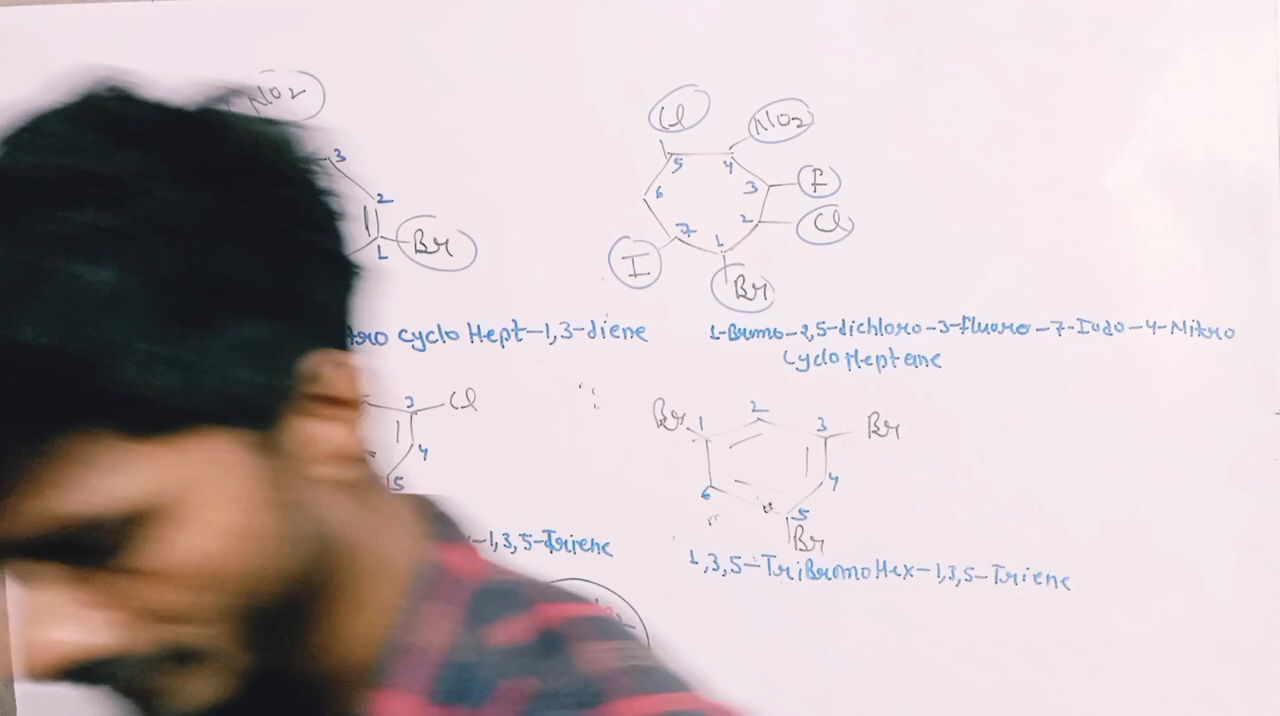 NO2
3
2
1
Br
Cl
NO2
5
4
3
F
6
2
Cl
7
1
I
Br
tro cyclo Hept-1,3-diene
1-Bromo-2,5-dichloro-3-fluoro-7-Iodo-4-Nitro
Cyclo Heptane
3
Cl
4
5
Br
1
2
3
Br
4
6
5
Br
-1,3,5-Triene
1,3,5-TriBromoHex-1,3,5-Triene